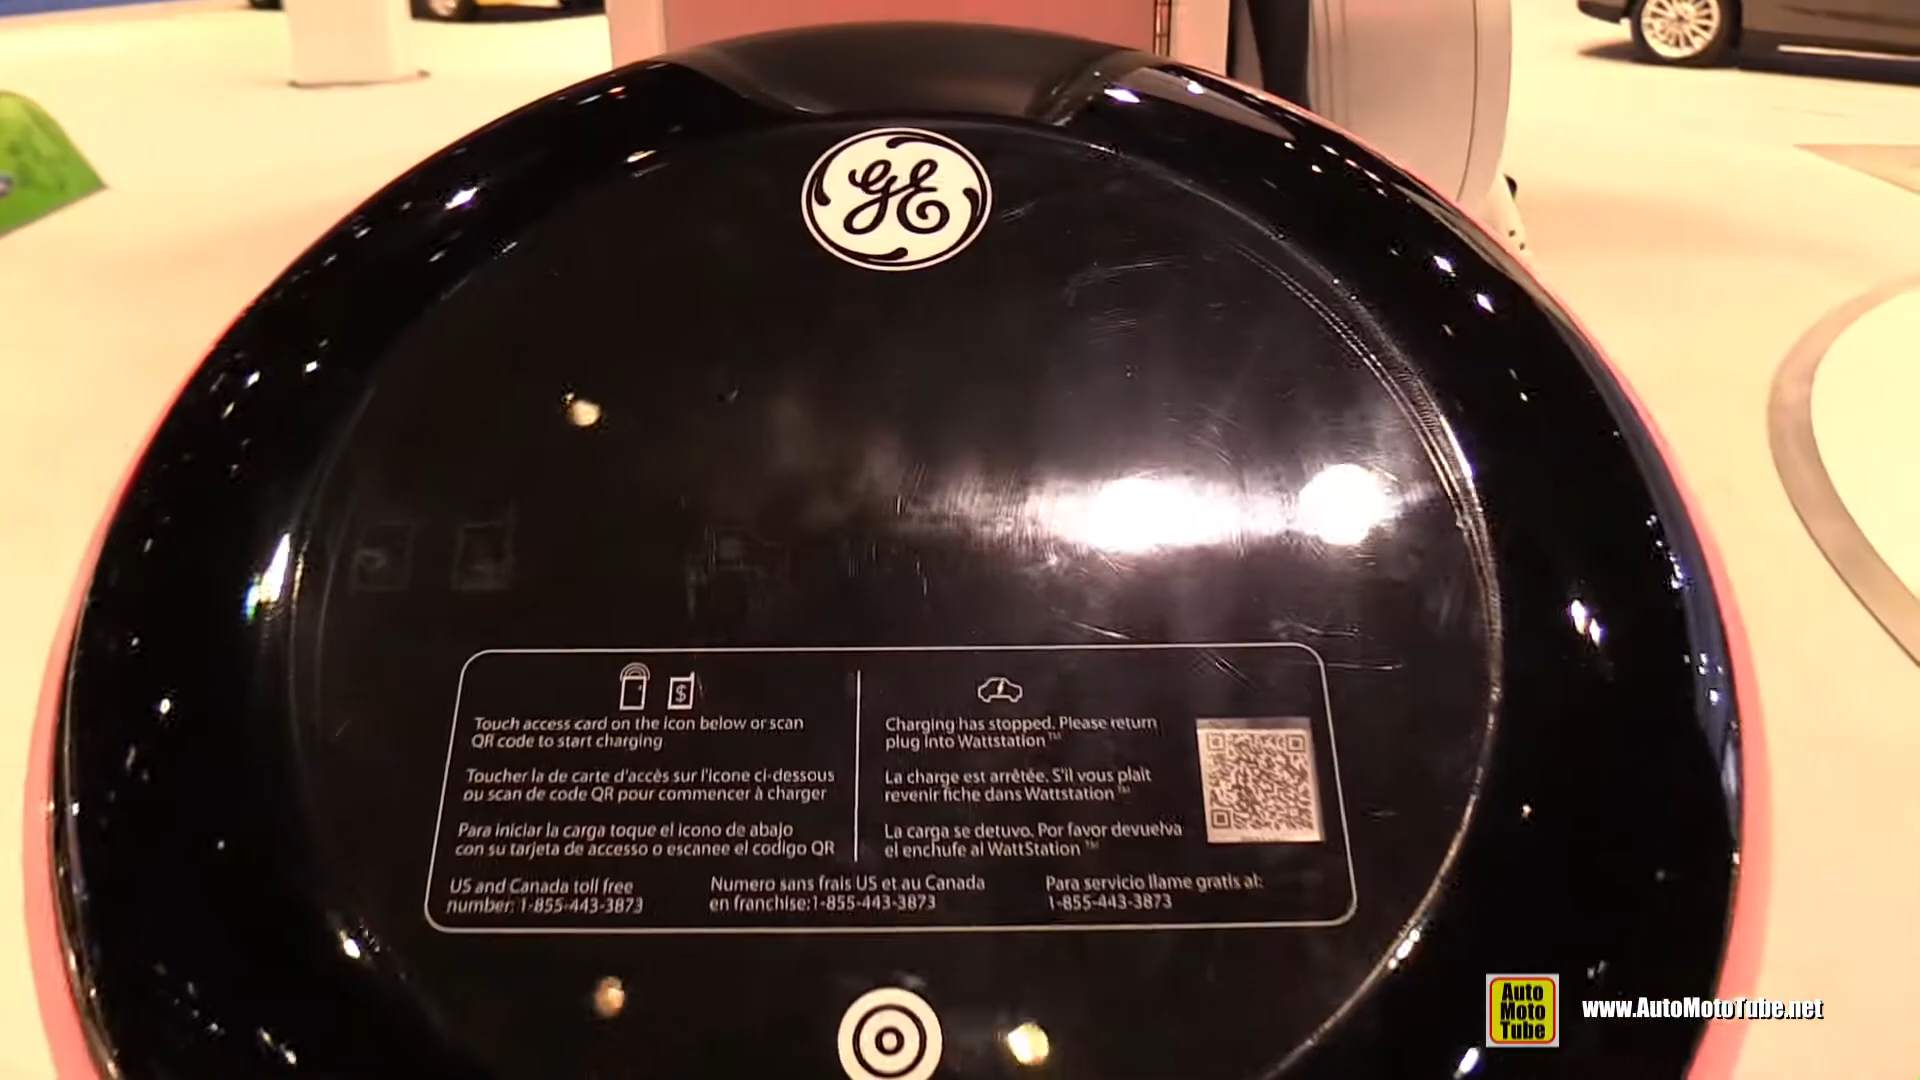 GE
$
Touch access card on the icon below or scan
QR code to start charging
Toucher la de carte d'accès sur l'icone ci-dessous
ou scan de code QR pour commencer à charger
Para iniciar la carga toque el icono de abajo
con su tarjeta de acceso o escanee el codigo QR
Charging has stopped. Please return
plug into Wattstation™
La charge est arrêtée. S'il vous plait
revenir fiche dans Wattstation™
La carga se detuvo. Por favor devuelva
el enchufe al WattStation™
US and Canada toll free
number: 1-855-443-3873
Numero sans frais US et au Canada
en franchise:1-855-443-3873
Para servicio llame gratis al:
1-855-443-3873
Auto
Moto
Tube
www.AutoMotoTube.net